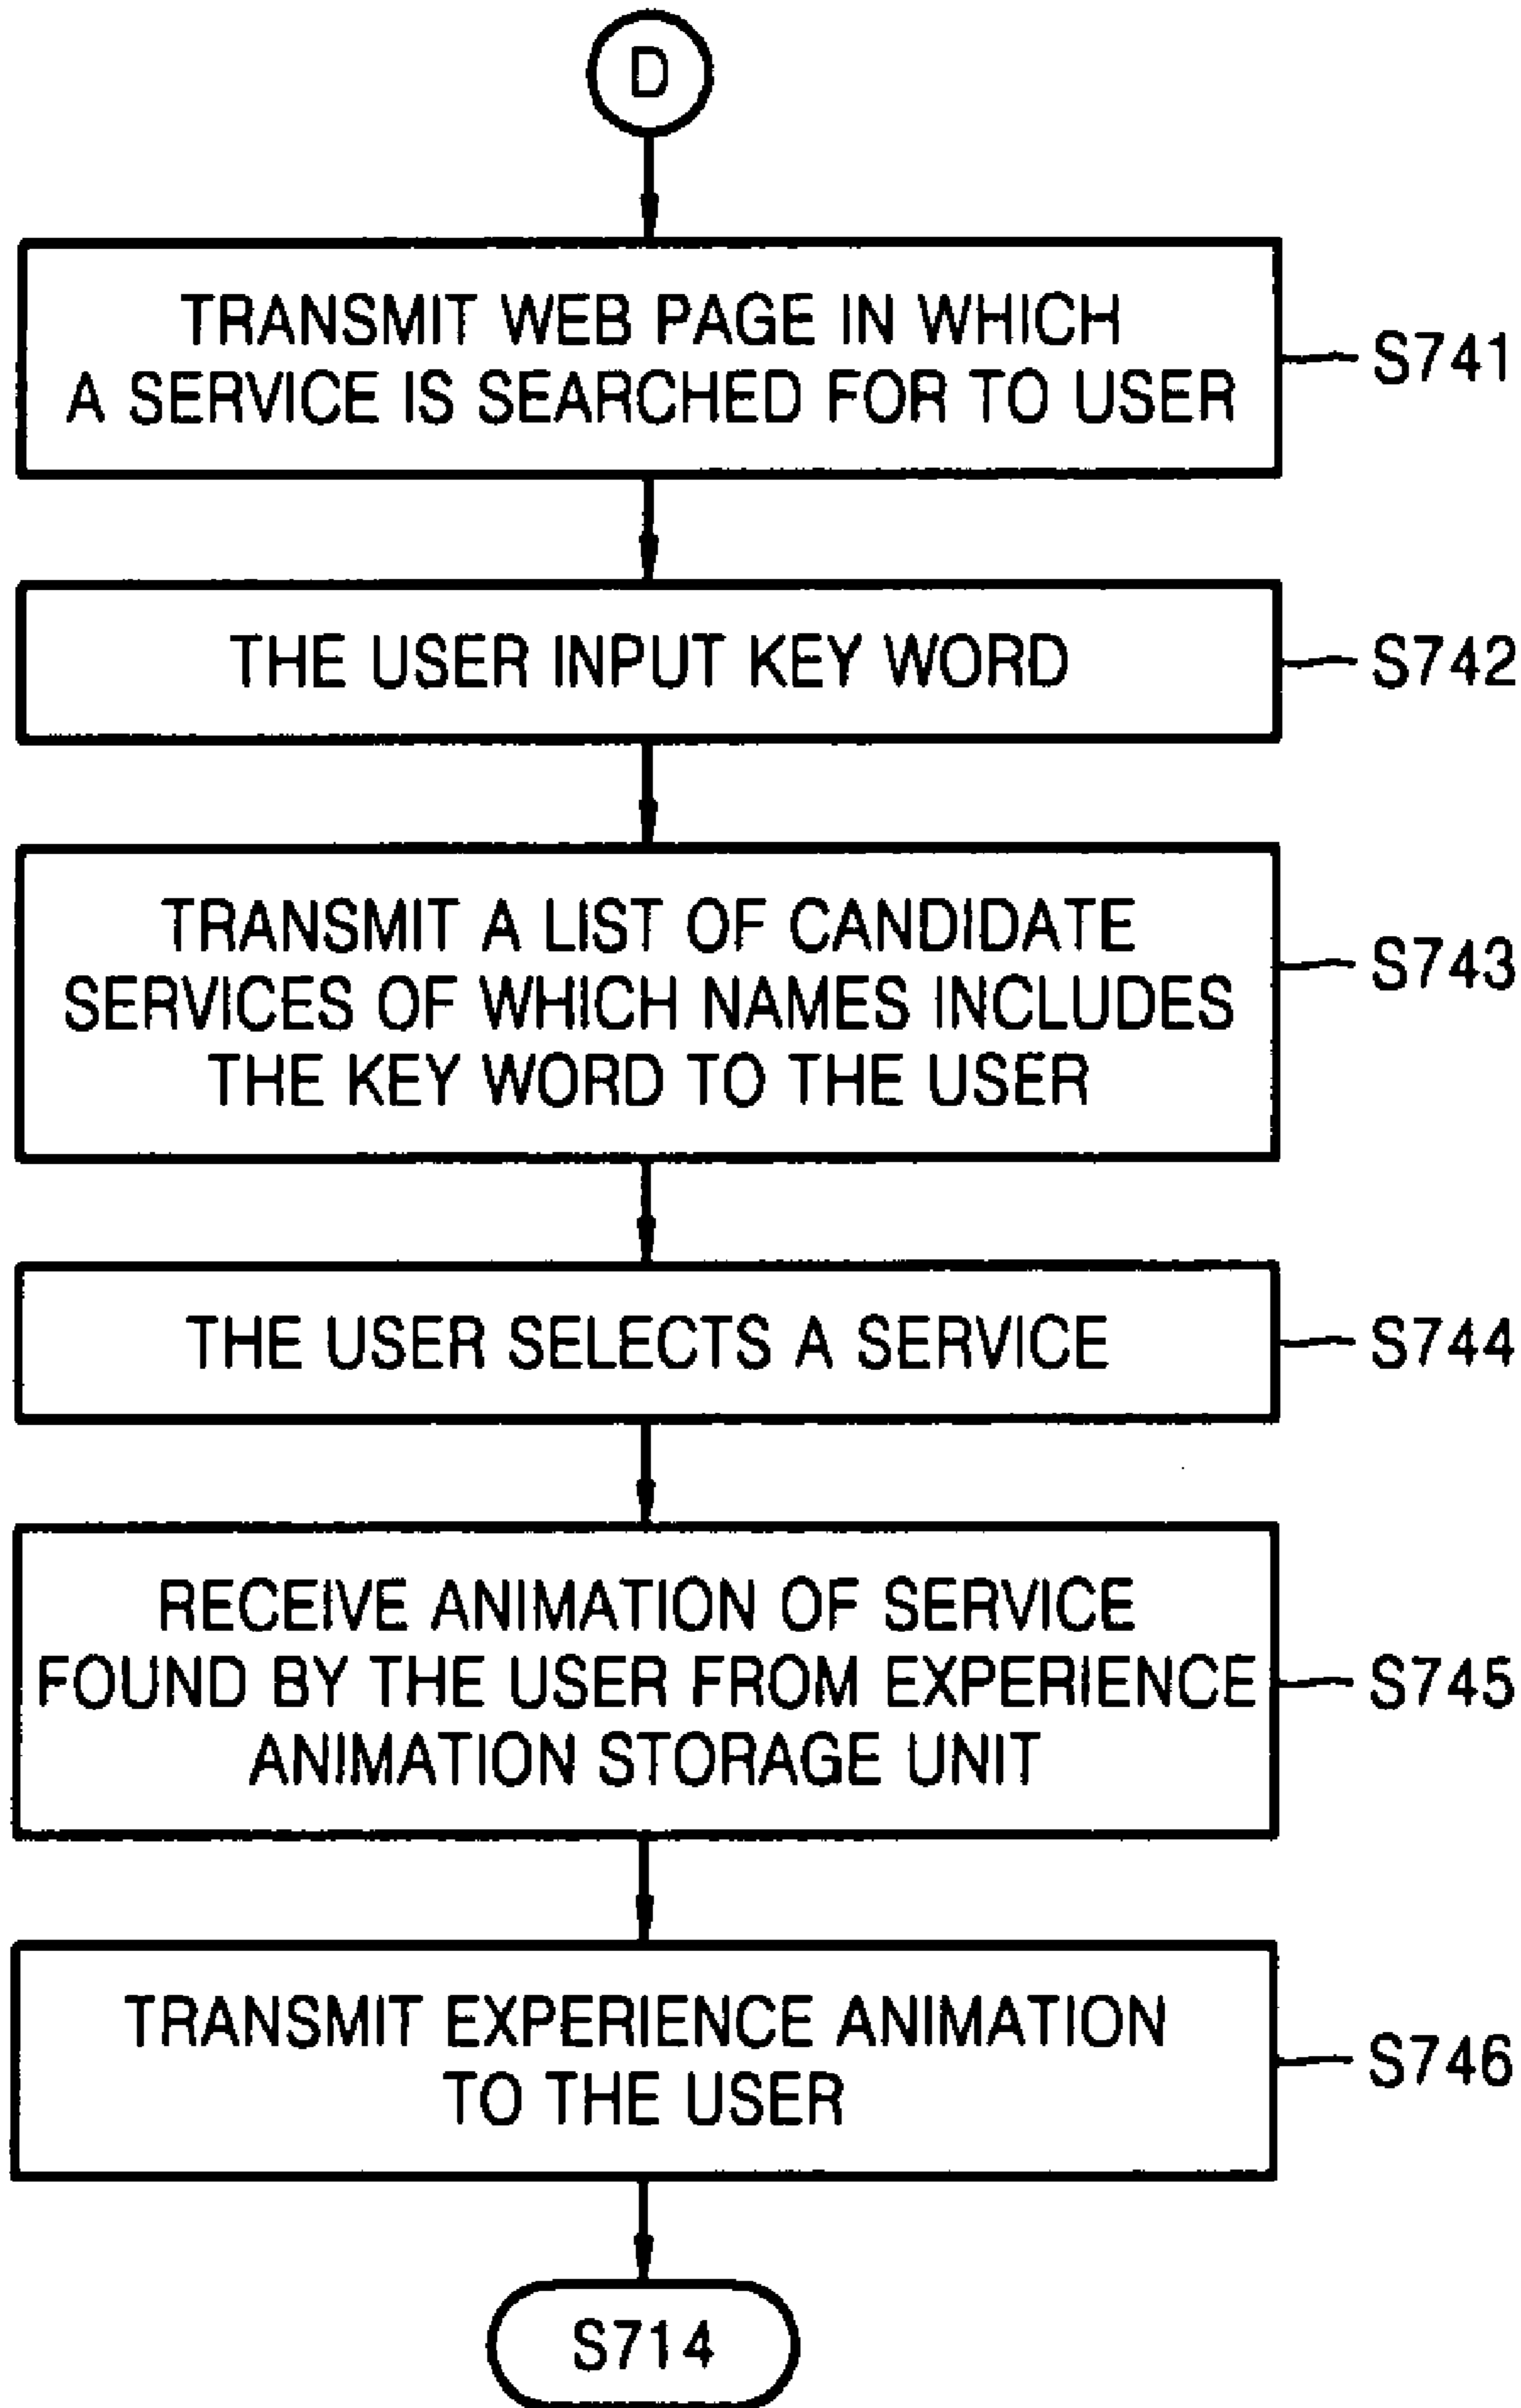 D
TRANSMIT WEB PAGE IN WHICH
A SERVICE IS SEARCHED FOR TO USER
S741
THE USER INPUT KEY WORD
S742
TRANSMIT A LIST OF CANDIDATE
SERVICES OF WHICH NAMES INCLUDES
THE KEY WORD TO THE USER
S743
THE USER SELECTS A SERVICE
S744
RECEIVE ANIMATION OF SERVICE
FOUND BY THE USER FROM EXPERIENCE
ANIMATION STORAGE UNIT
S745
TRANSMIT EXPERIENCE ANIMATION
TO THE USER
S746
S714